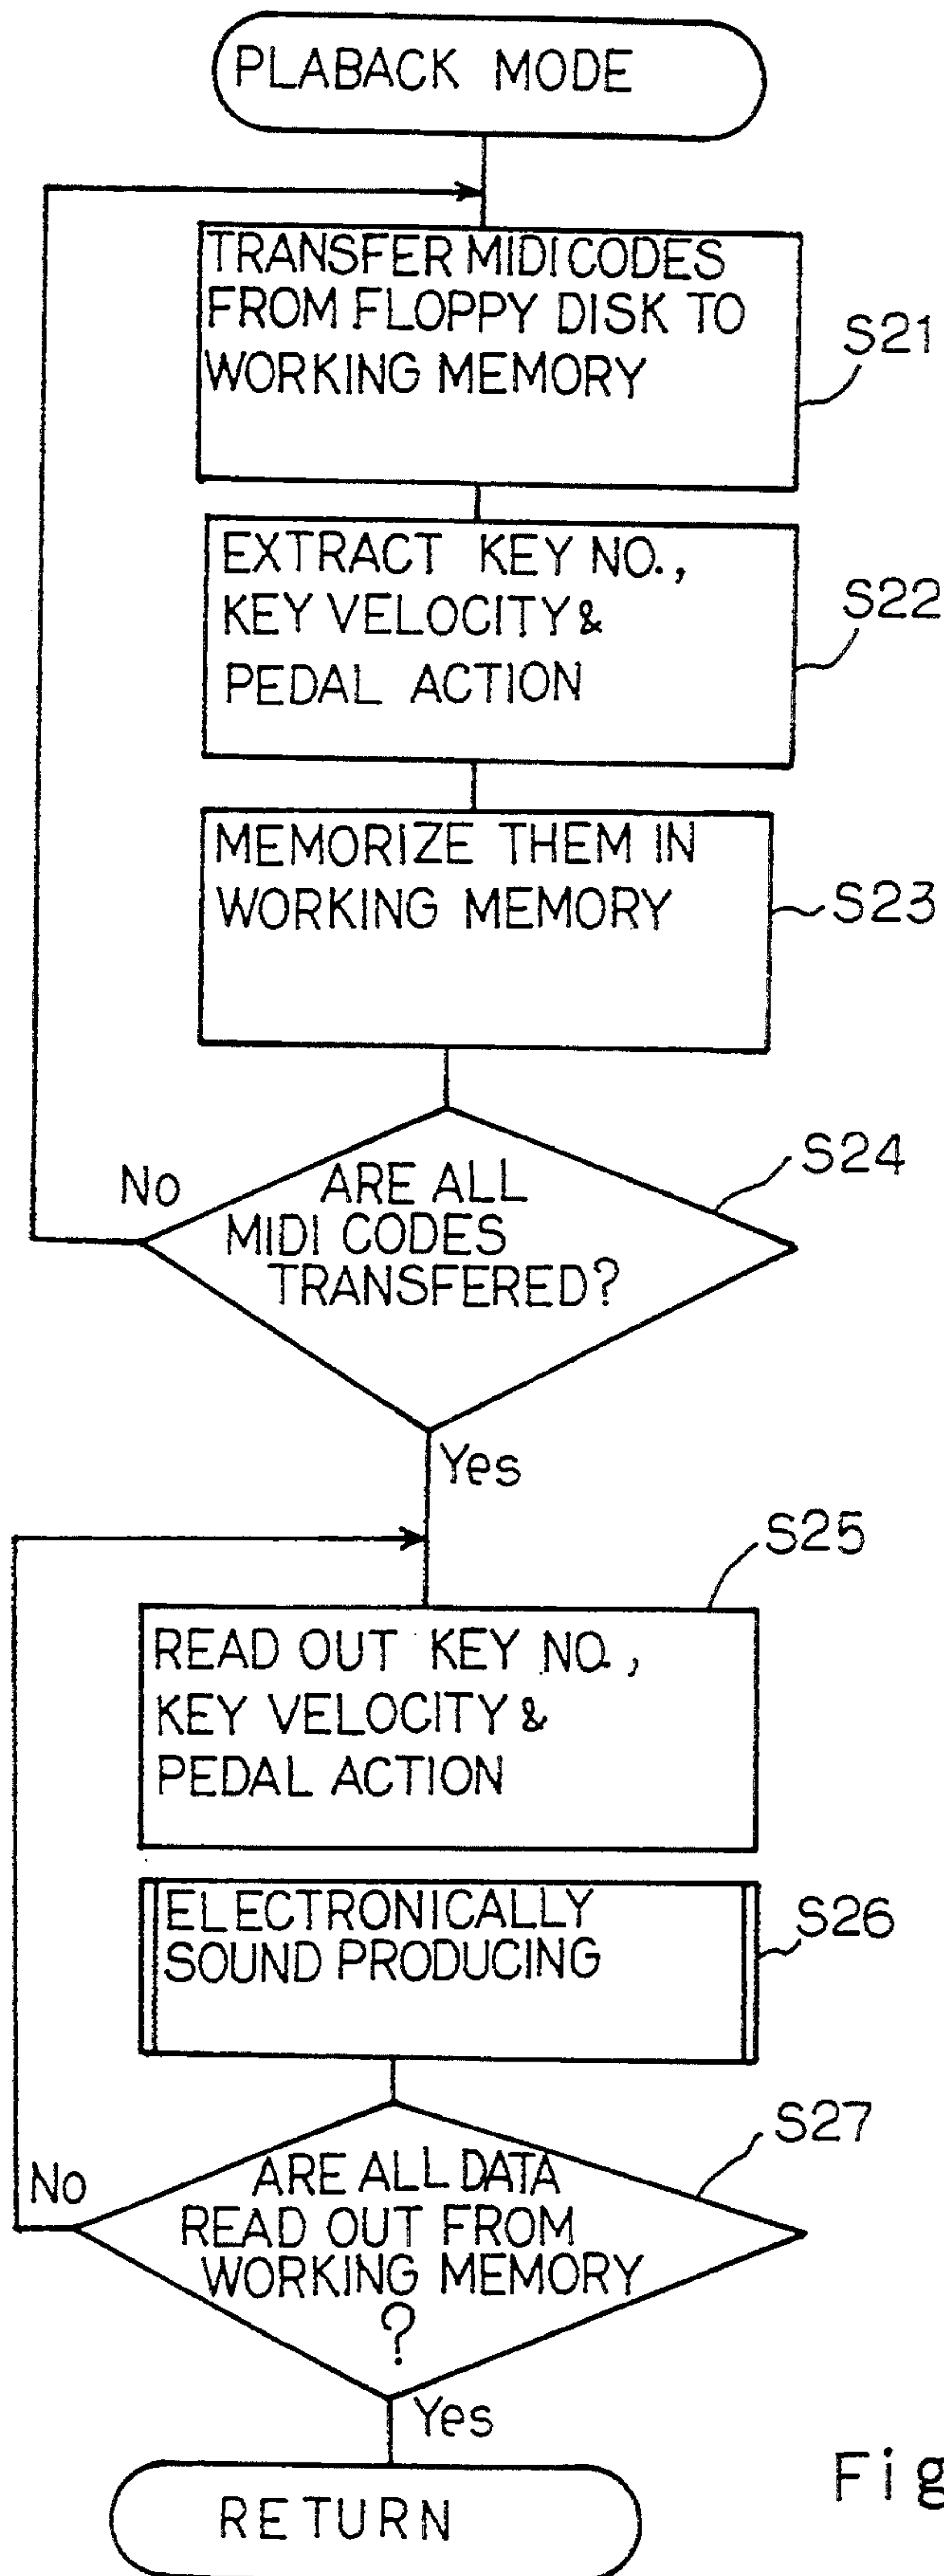 PLABACK MODE
TRANSFER MIDI CODES
FROM FLOPPY DISK TO
WORKING MEMORY
S21
EXTRACT KEY NO.,
KEY VELOCITY &
PEDAL ACTION
S22
MEMORIZE THEM IN
WORKING MEMORY
S23
ARE ALL
MIDI CODES
TRANSFERED?
S24
No
Yes
S25
READ OUT KEY NO.,
KEY VELOCITY &
PEDAL ACTION
ELECTRONICALLY
SOUND PRODUCING
S26
S27
ARE ALL DATA
READ OUT FROM
WORKING MEMORY
?
No
Yes
RETURN
Fig